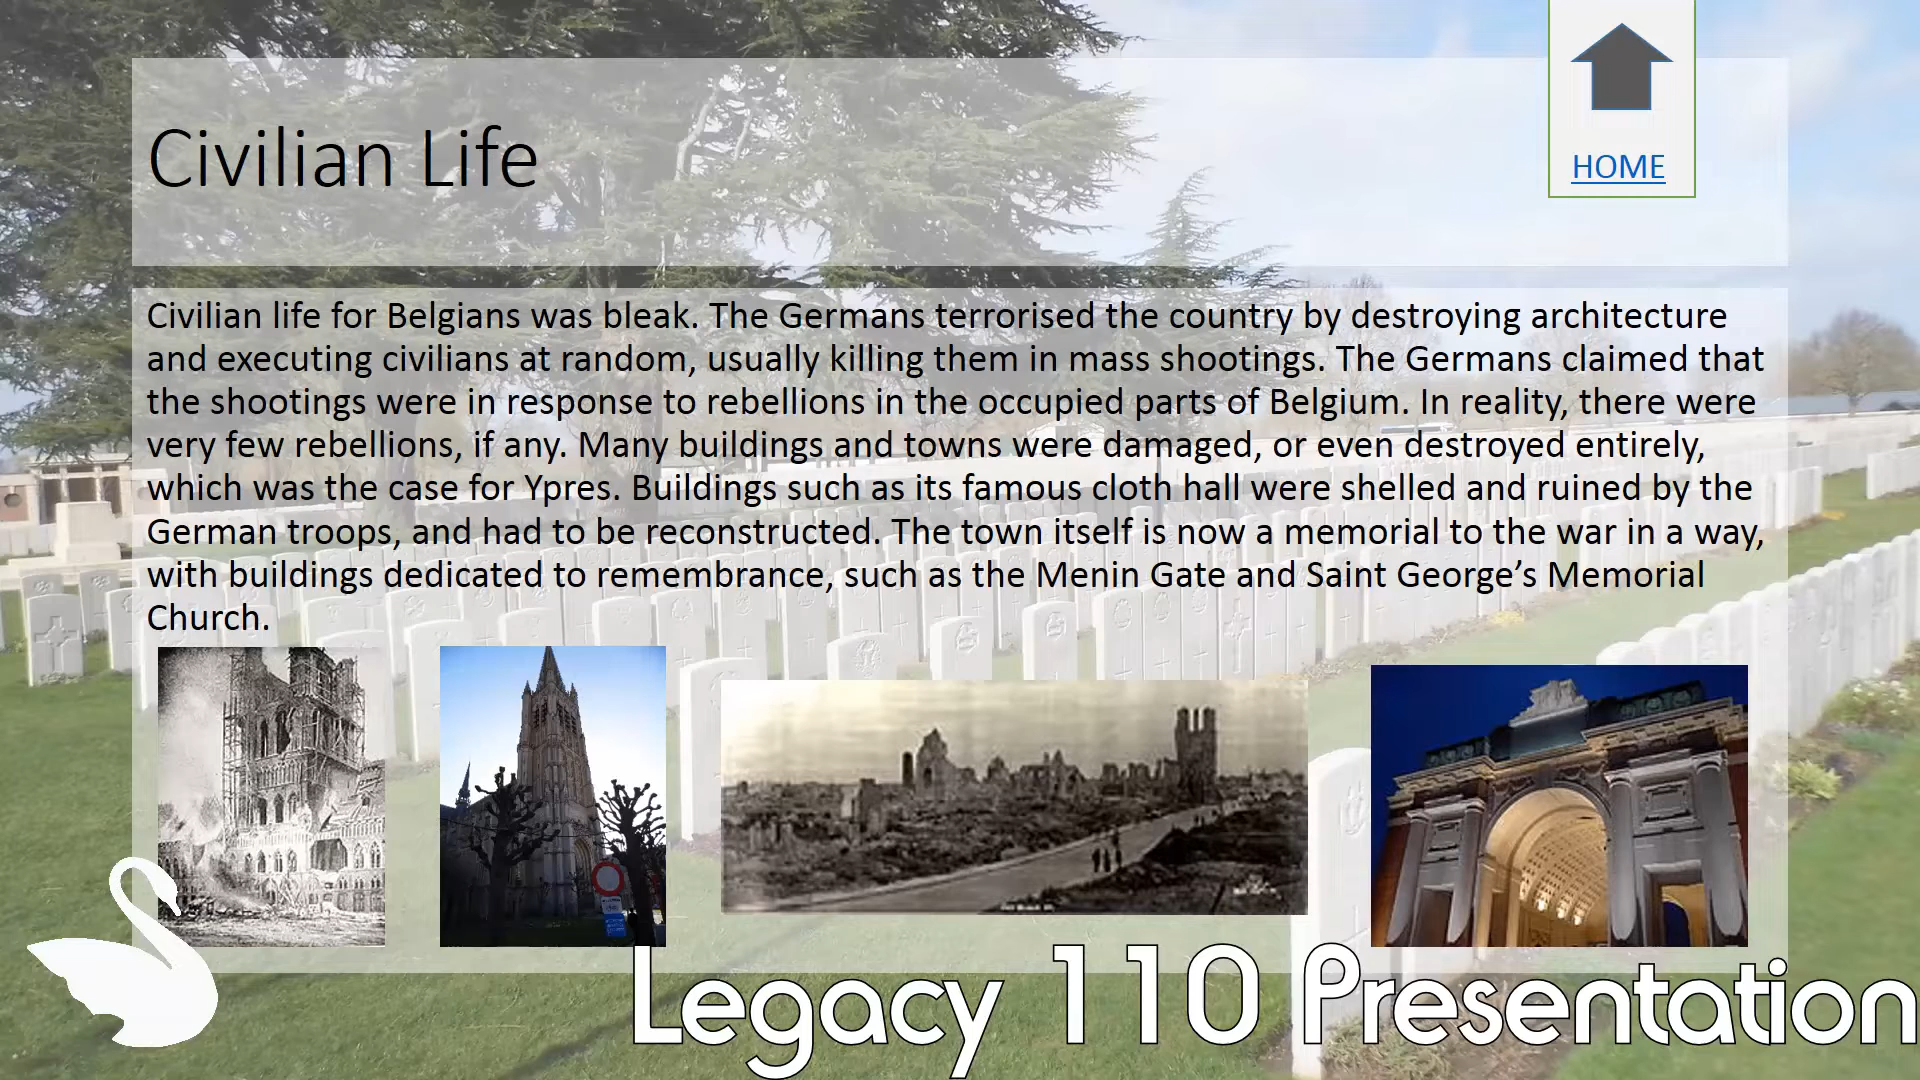 Civilian Life
HOME
Civilian life for Belgians was bleak. The Germans terrorised the country by destroying architecture
and executing civilians at random, usually killing them in mass shootings. The Germans claimed that
the shootings were in response to rebellions in the occupied parts of Belgium. In reality, there were
very few rebellions, if any. Many buildings and towns were damaged, or even destroyed entirely,
which was the case for Ypres. Buildings such as its famous cloth hall were shelled and ruined by the
German troops, and had to be reconstructed. The town itself is now a memorial to the war in a way,
with buildings dedicated to remembrance, such as the Menin Gate and Saint George’s Memorial
Church.
Legacy 110 Presentation